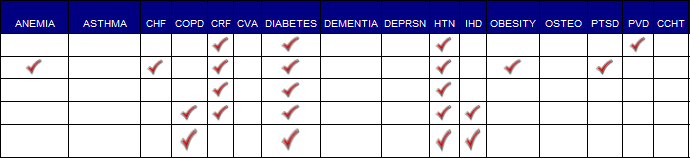 ANEMIA ASTHMA CHF COPD CRF CVA DIABETES DEMENTIA DEPRSN HTN IHD OBESITY OSTEO PTSD PVD CCHT